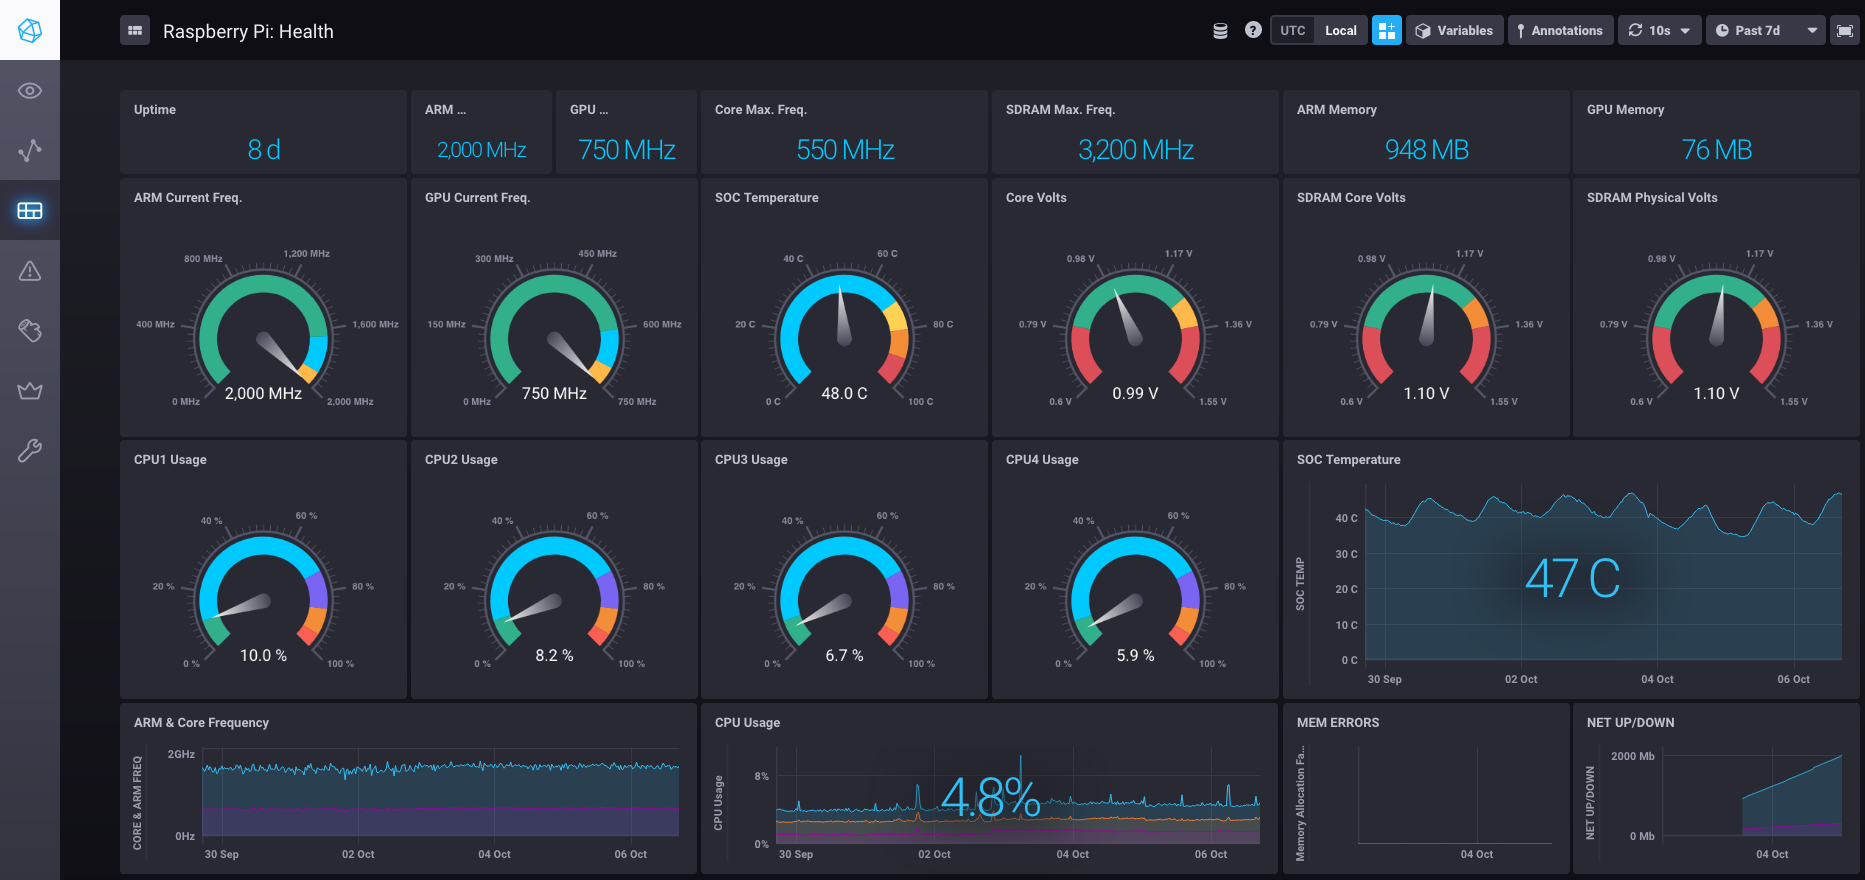 Raspberry Pi: Health
UTC Local Variables Annotations 10s Past 7d
Uptime
8 d
ARM ...
2,000 MHz
GPU ...
750 MHz
Core Max. Freq.
550 MHz
SDRAM Max. Freq.
3,200 MHz
ARM Memory
948 MB
GPU Memory
76 MB
ARM Current Freq.
800 MHz 1,200 MHz
400 MHz 1,600 MHz
2,000 MHz
0 MHz 2,000 MHz
GPU Current Freq.
300 MHz 450 MHz
150 MHz 600 MHz
750 MHz
0 MHz 750 MHz
SOC Temperature
40 C 60 C
20 C 80 C
48.0 C
0 C 100 C
Core Volts
0.98 V 1.17 V
0.79 V 1.36 V
0.99 V
0.6 V 1.55 V
SDRAM Core Volts
0.98 V 1.17 V
0.79 V 1.36 V
1.10 V
0.6 V 1.55 V
SDRAM Physical Volts
0.98 V 1.17 V
0.79 V 1.36 V
1.10 V
0.6 V 1.55 V
CPU1 Usage
40 % 60 %
20 % 80 %
10.0 %
0 % 100 %
CPU2 Usage
40 % 60 %
20 % 80 %
8.2 %
0 % 100 %
CPU3 Usage
40 % 60 %
20 % 80 %
6.7 %
0 % 100 %
CPU4 Usage
40 % 60 %
20 % 80 %
5.9 %
0 % 100 %
SOC Temperature
SOC TEMP
40 C
30 C
20 C
10 C
0 C
47 C
30 Sep 02 Oct 04 Oct 06 Oct
ARM & Core Frequency
CORE & ARM FREQ
2GHz
0Hz
30 Sep 02 Oct 04 Oct 06 Oct
CPU Usage
CPU Usage
8%
4.8%
0%
30 Sep 02 Oct 04 Oct 06 Oct
MEM ERRORS
Memory Allocation Fa...
04 Oct
NET UP/DOWN
NET UP/DOWN
2000 Mb
0 Mb
04 Oct